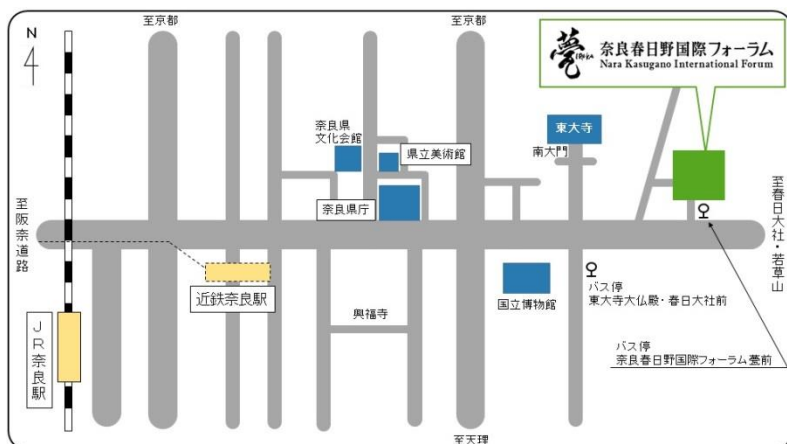 至京都
至京都
N
甍
IRAKA
奈良春日野国際フォーラム
Nara Kasugano International Forum
奈良県
文化会館
県立美術館
東大寺
南大門
奈良県庁
至阪奈道路
至春日大社・若草山
近鉄奈良駅
国立博物館
バス停
東大寺大仏殿・春日大社前
JR奈良駅
興福寺
バス停
奈良春日野国際フォーラム甍前
至天理